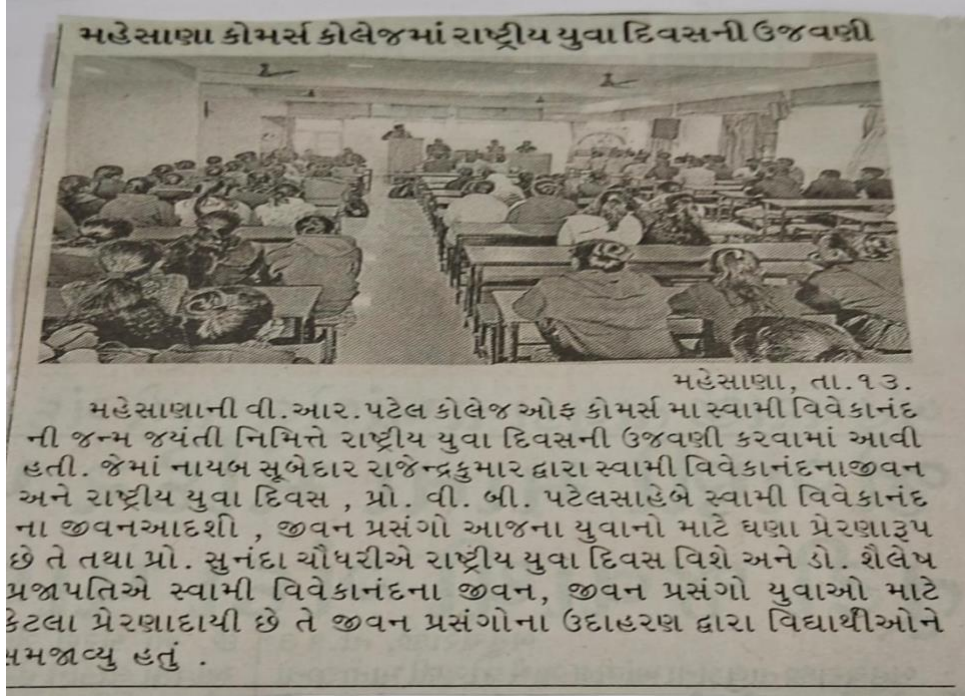 મહેસાણા કોમર્સ કોલેજમાં રાષ્ટ્રીય યુવા દિવસની ઉજવણી
મહેસાણા, તા.૧૩.
મહેસાણાની વી.આર.પટેલ કોલેજ ઓફ કોમર્સ મા સ્વામી વિવેકાનંદ
ની જન્મ જયંતી નિમિત્તે રાષ્ટ્રીય યુવા દિવસની ઉજવણી કરવામાં આવી
હતી. જેમાં નાયબ સૂબેદાર રાજેન્દ્રકુમાર દ્વારા સ્વામી વિવેકાનંદનાજીવન
અને રાષ્ટ્રીય યુવા દિવસ , પ્રો. વી. બી. પટેલસાહેબે સ્વામી વિવેકાનંદ
ના જીવનઆદર્શો , જીવન પ્રસંગો આજના યુવાનો માટે ઘણા પ્રેરણારૂપ
છે તે તથા પ્રો. સુનંદા ચૌધરીએ રાષ્ટ્રીય યુવા દિવસ વિશે અને ડો. શૈલેષ
પ્રજાપતિએ સ્વામી વિવેકાનંદના જીવન, જીવન પ્રસંગો યુવાઓ માટે
કેટલા પ્રેરણાદાયી છે તે જીવન પ્રસંગોના ઉદાહરણ દ્વારા વિદ્યાર્થીઓને
સમજાવ્યુ હતું .